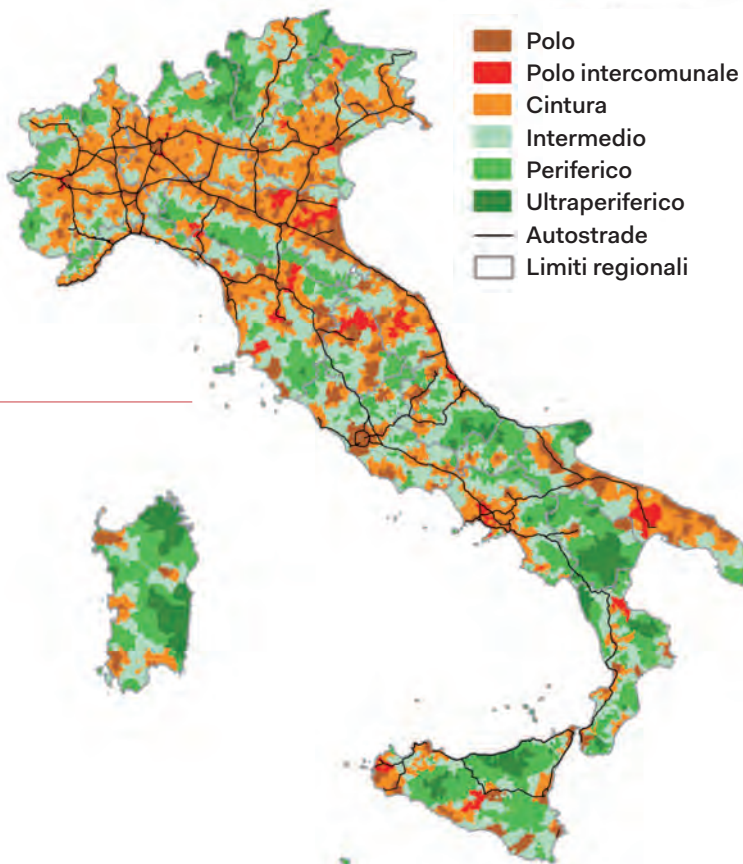 Polo
Polo intercomunale
Cintura
Intermedio
Periferico
Ultraperiferico
Autostrade
Limiti regionali